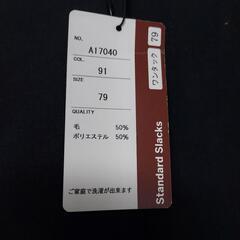 NO.
A17040
COL.
91
SIZE
79
QUALITY
毛 50%
ポリエステル 50%
ご家庭で洗濯が出来ます
ワンタック 79
Standard Slacks